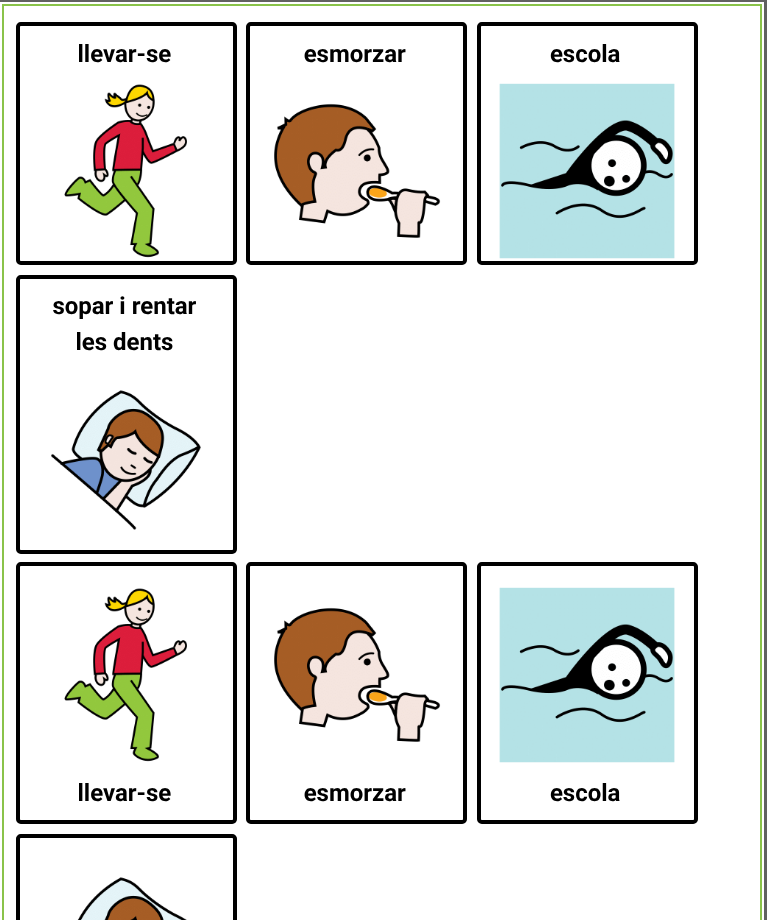 llevar-se
esmorzar
escola
sopar i rentar
les dents
llevar-se
esmorzar
escola